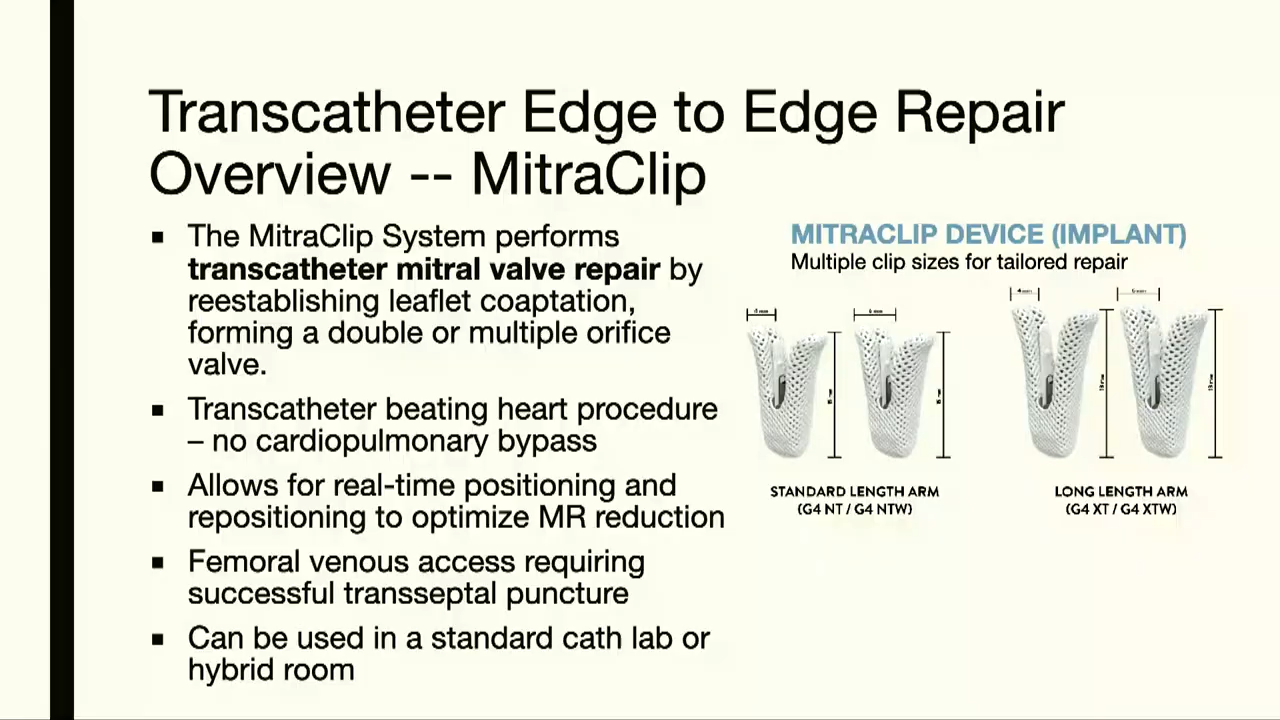 Transcatheter Edge to Edge Repair
Overview -- MitraClip
▪ The MitraClip System performs
transcatheter mitral valve repair by
reestablishing leaflet coaptation,
forming a double or multiple orifice
valve.
▪ Transcatheter beating heart procedure
– no cardiopulmonary bypass
▪ Allows for real-time positioning and
repositioning to optimize MR reduction
▪ Femoral venous access requiring
successful transseptal puncture
▪ Can be used in a standard cath lab or
hybrid room
MITRACLIP DEVICE (IMPLANT)
Multiple clip sizes for tailored repair
STANDARD LENGTH ARM
(G4 NT / G4 NTW)
LONG LENGTH ARM
(G4 XT / G4 XTW)